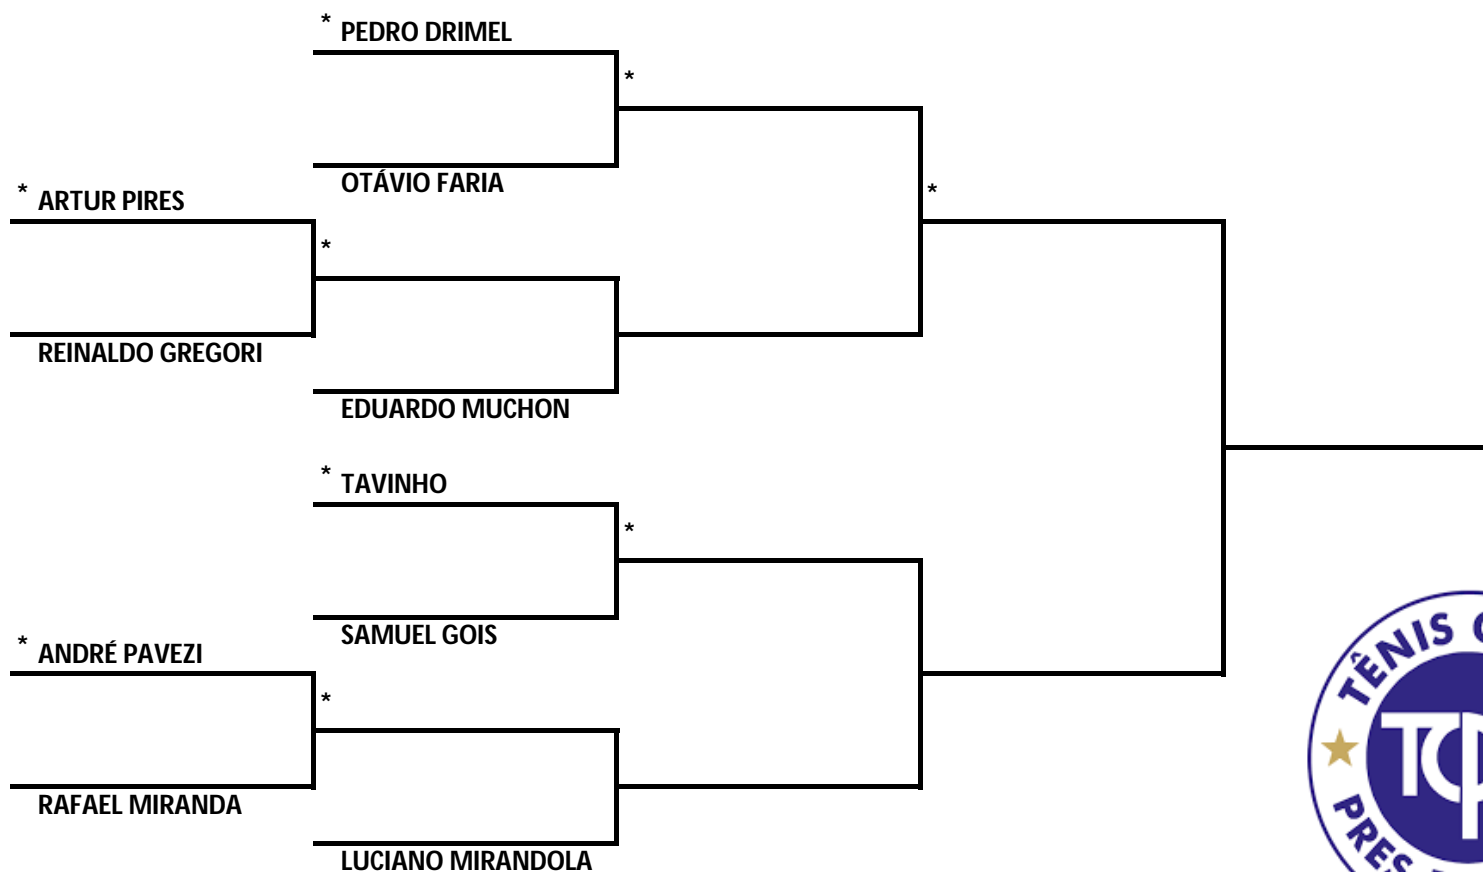 * PEDRO DRIMEL
*
OTÁVIO FARIA
* ARTUR PIRES
*
*
REINALDO GREGORI
EDUARDO MUCHON
* TAVINHO
*
SAMUEL GOIS
* ANDRÉ PAVEZI
*
RAFAEL MIRANDA
LUCIANO MIRANDOLA
TÊNIS
TCP
PRES